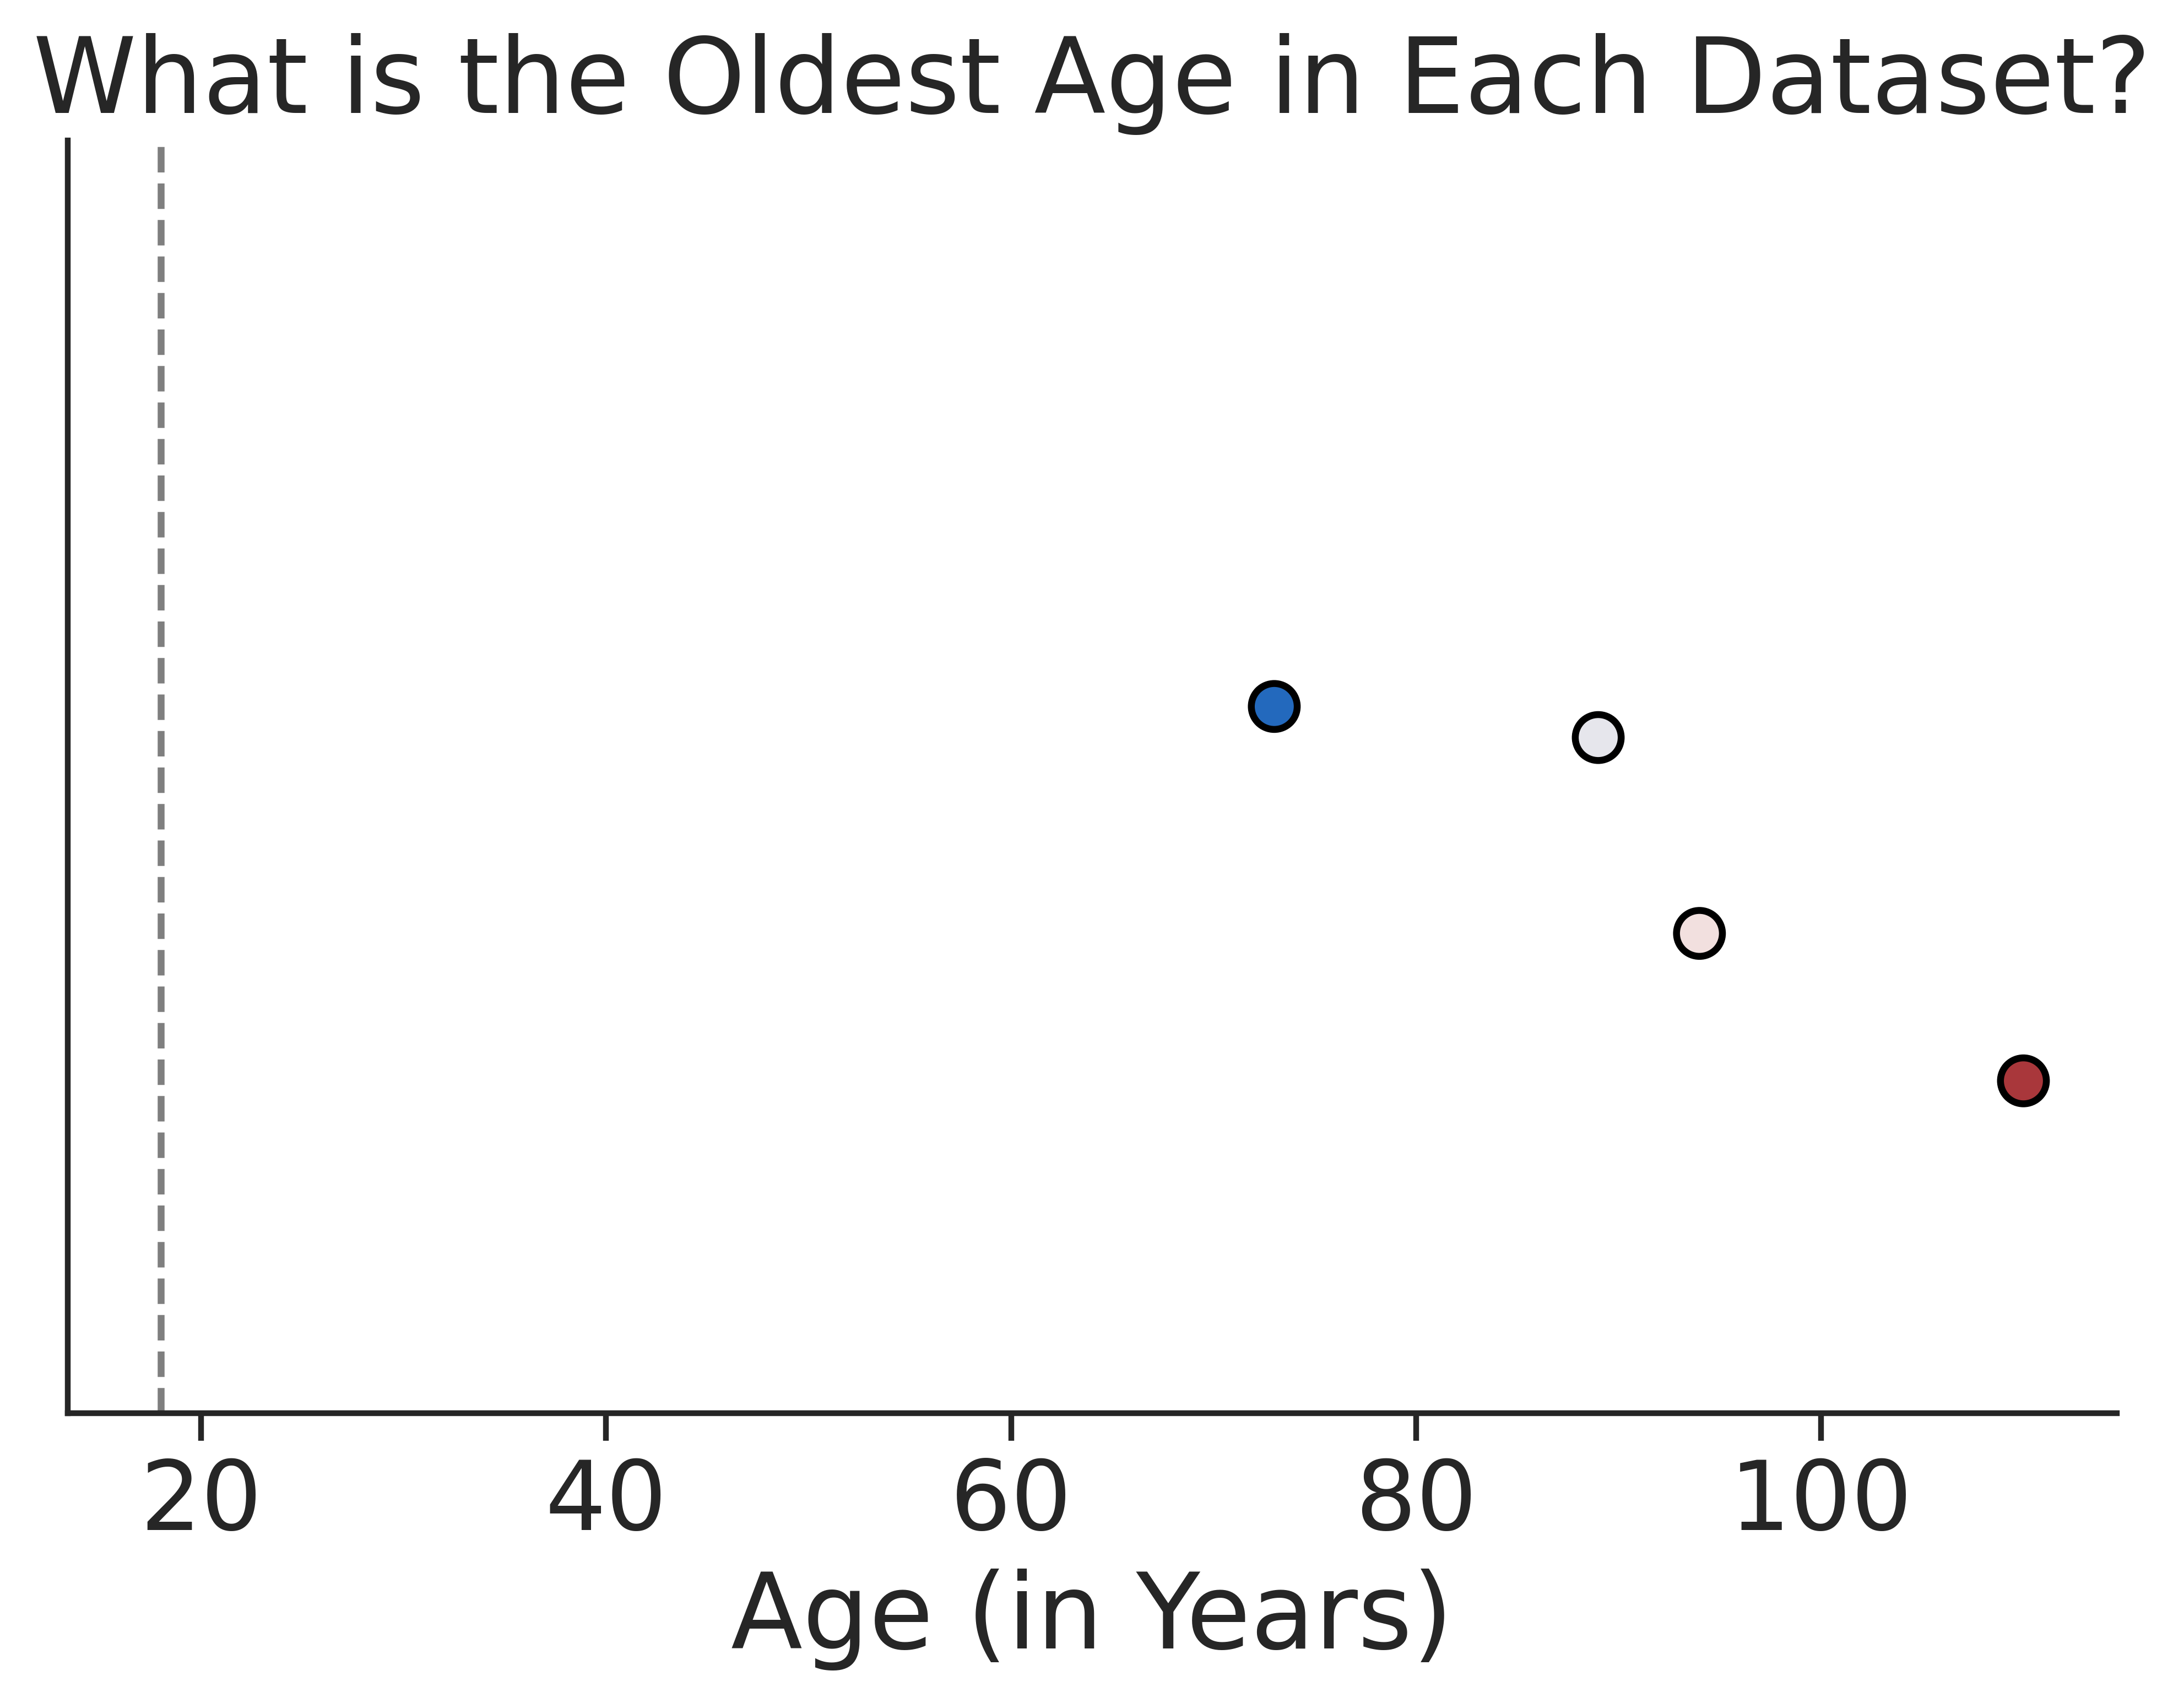 What is the Oldest Age in Each Dataset?
20 40 60 80 100
Age (in Years)